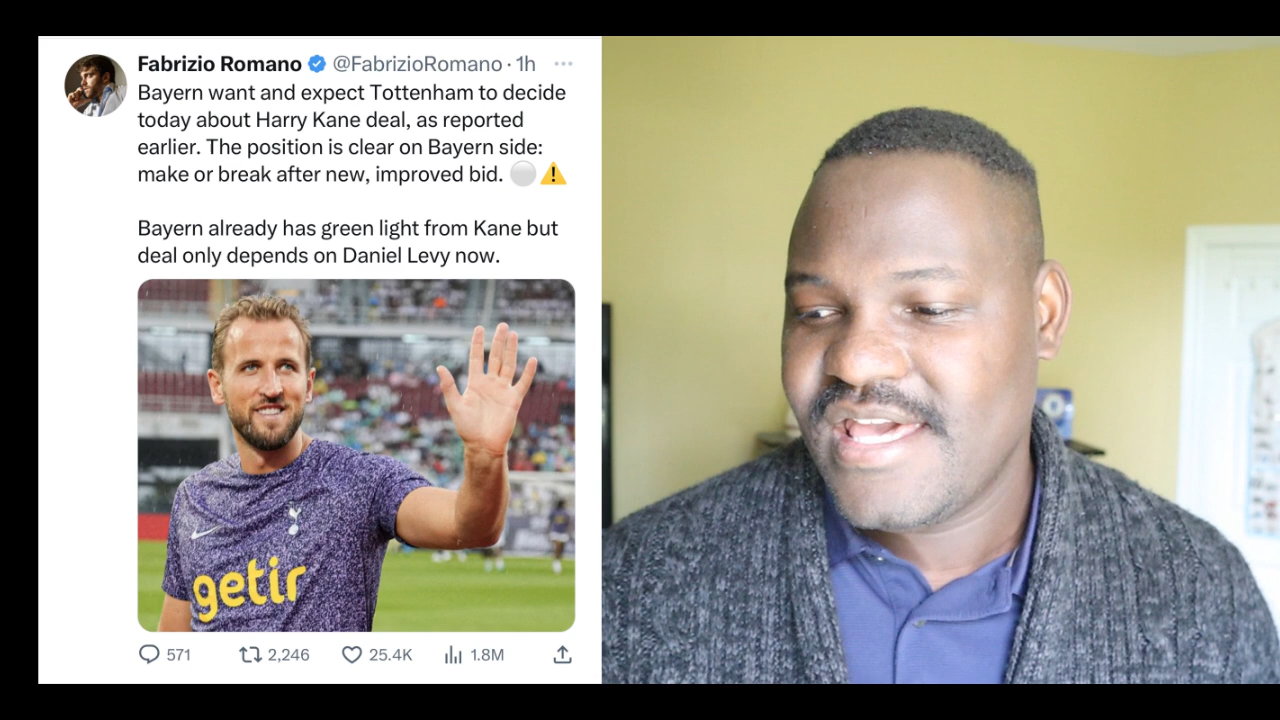 Fabrizio Romano @FabrizioRomano · 1h
Bayern want and expect Tottenham to decide
today about Harry Kane deal, as reported
earlier. The position is clear on Bayern side:
make or break after new, improved bid. ⚪️⚠️
Bayern already has green light from Kane but
deal only depends on Daniel Levy now.
getir
571 2,246 25.4K 1.8M